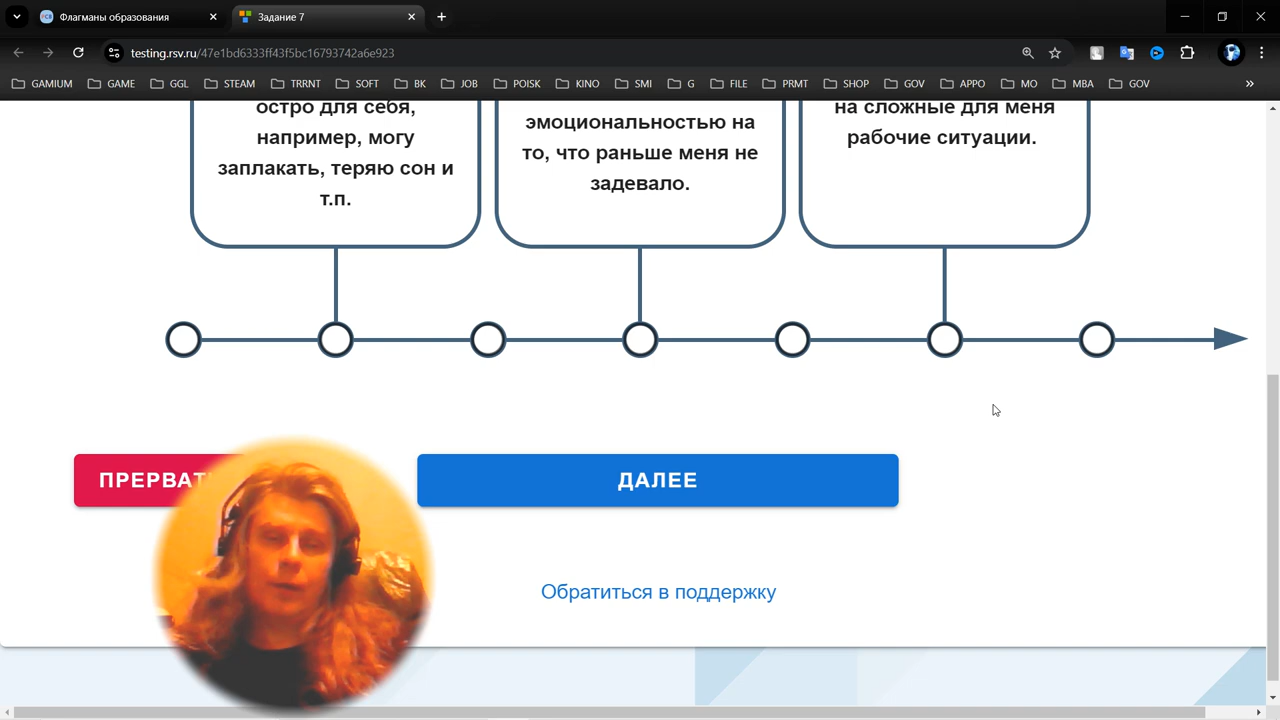 Флагманы образования
Задание 7
testing.rsv.ru/47e1bd6333ff43f5bc16793742a6e923
GAMIUM GAME GGL STEAM TRRNT SOFT BK JOB POISK KINO SMI G FILE PRMT SHOP GOV APPO MO MBA GOV
остро для себя,
например, могу
заплакать, теряю сон и
т.п.
эмоциональностью на
то, что раньше меня не
задевало.
на сложные для меня
рабочие ситуации.
ПРЕРВАТ
ДАЛЕЕ
Обратиться в поддержку